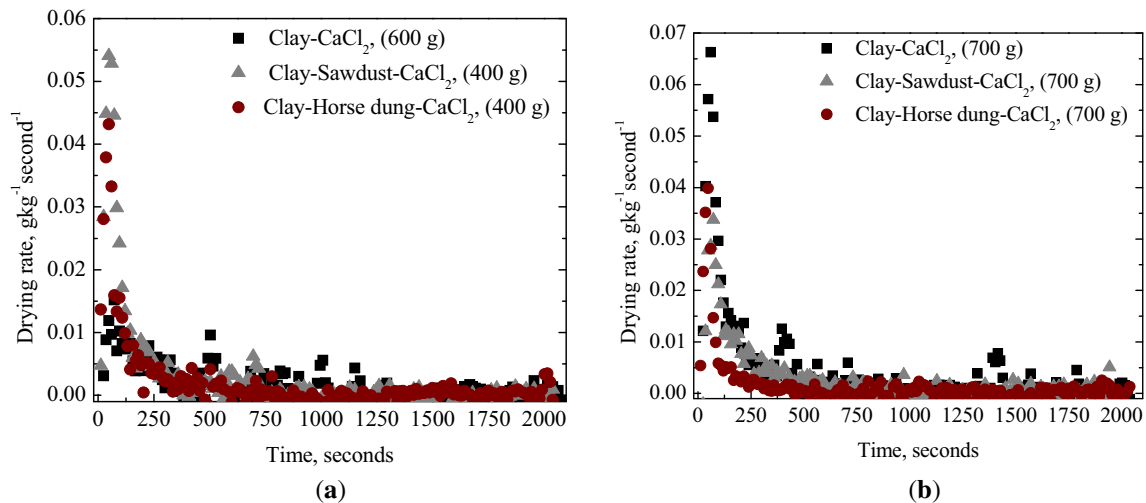 0.06
0.05
0.04
0.03
0.02
0.01
0.00
Drying rate, gkg⁻¹ second⁻¹
Clay-CaCl₂, (600 g)
Clay-Sawdust-CaCl₂, (400 g)
Clay-Horse dung-CaCl₂, (400 g)
0 250 500 750 1000 1250 1500 1750 2000
Time, seconds
(a)
0.07
0.06
0.05
0.04
0.03
0.02
0.01
0.00
Drying rate, gkg⁻¹second⁻¹
Clay-CaCl₂, (700 g)
Clay-Sawdust-CaCl₂, (700 g)
Clay-Horse dung-CaCl₂, (700 g)
0 250 500 750 1000 1250 1500 1750 2000
Time, seconds
(b)